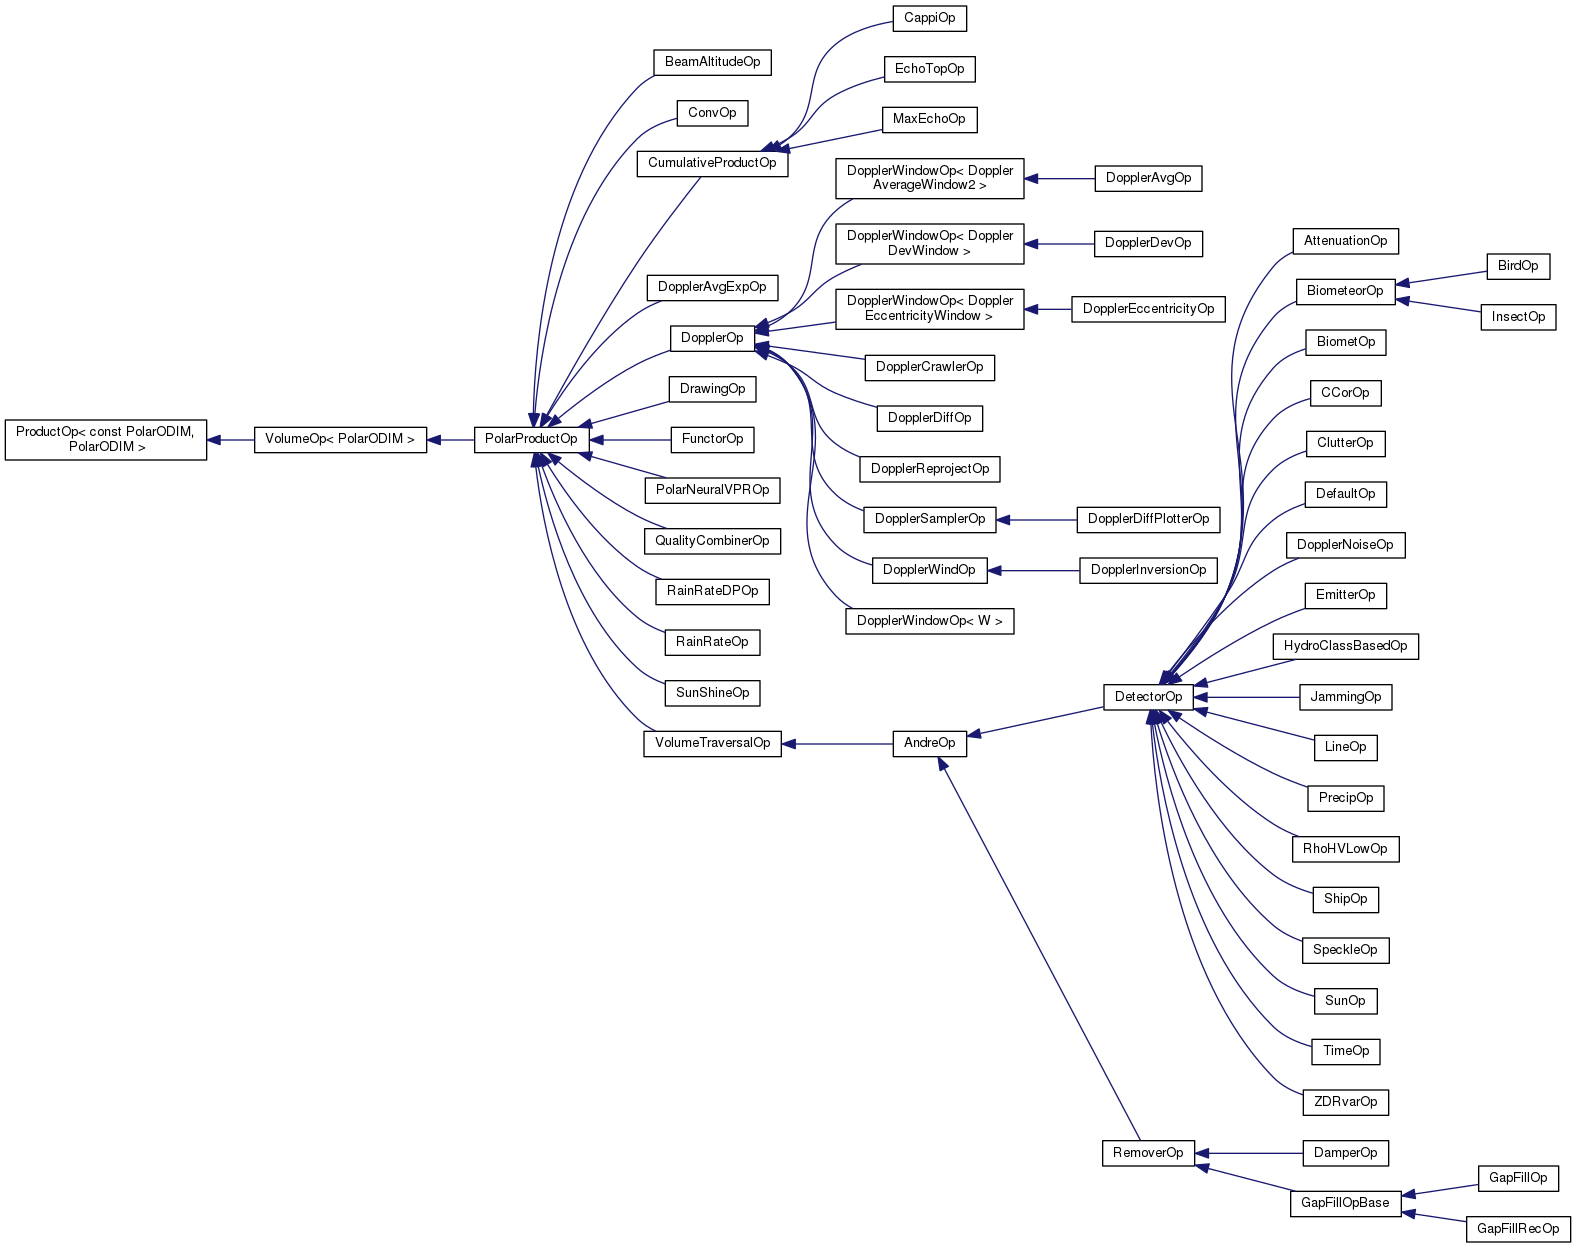 CappiOp
BeamAltitudeOp
EchoTopOp
ConvOp
MaxEchoOp
CumulativeProductOp
DopplerWindowOp< Doppler
AverageWindow2 >
DopplerAvgOp
DopplerWindowOp< Doppler
DevWindow >
DopplerDevOp
AttenuationOp
BirdOp
DopplerAvgExpOp
BiometeorOp
DopplerWindowOp< Doppler
EccentricityWindow >
DopplerEccentricityOp
InsectOp
DopplerOp
BiometOp
DopplerCrawlerOp
DrawingOp
CCorOp
DopplerDiffOp
ProductOp< const PolarODIM,
PolarODIM >
VolumeOp< PolarODIM >
PolarProductOp
FunctorOp
ClutterOp
DopplerReprojectOp
PolarNeuralVPROp
DefaultOp
DopplerSamplerOp
DopplerDiffPlotterOp
QualityCombinerOp
DopplerNoiseOp
DopplerWindOp
DopplerInversionOp
RainRateDPOp
EmitterOp
DopplerWindowOp< W >
RainRateOp
HydroClassBasedOp
SunShineOp
DetectorOp
JammingOp
VolumeTraversalOp
AndreOp
LineOp
PrecipOp
RhoHVLowOp
ShipOp
SpeckleOp
SunOp
TimeOp
ZDRvarOp
RemoverOp
DamperOp
GapFillOp
GapFillOpBase
GapFillRecOp